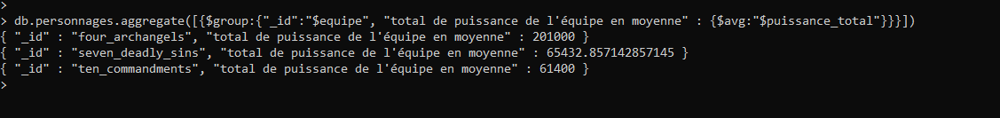 >
> db.personnages.aggregate([{$group:{"_id":"$equipe", "total de puissance de l'équipe en moyenne" : {$avg:"$puissance_total"}}}])
{ "_id" : "four_archangels", "total de puissance de l'équipe en moyenne" : 201000 }
{ "_id" : "seven_deadly_sins", "total de puissance de l'équipe en moyenne" : 65432.857142857145 }
{ "_id" : "ten_commandments", "total de puissance de l'équipe en moyenne" : 61400 }
>